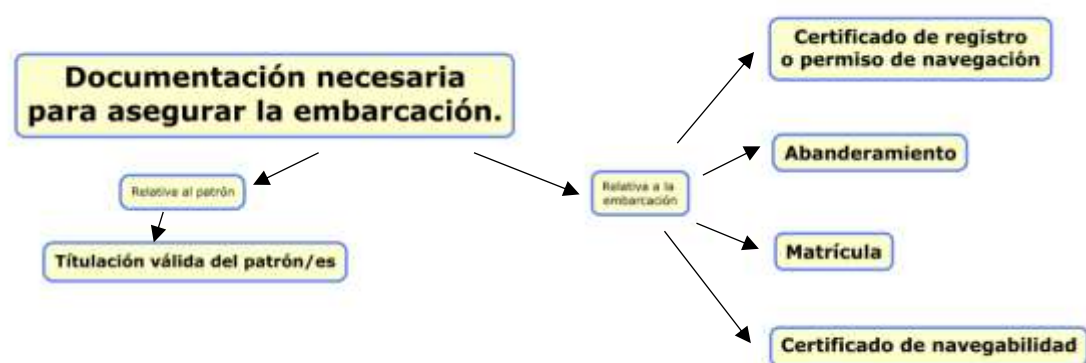 Documentación necesaria
para asegurar la embarcación.
Relativa al patrón
Títulación válida del patrón/es
Relativa a la
embarcación
Certificado de registro
o permiso de navegación
Abanderamiento
Matrícula
Certificado de navegabilidad